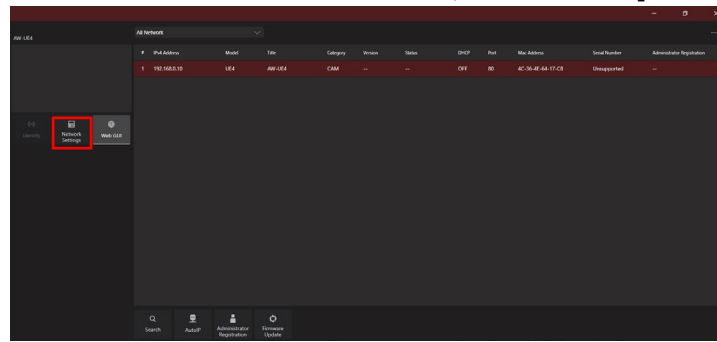 AW-UE4
All Network
# IPv4 Address Model Title Category Version Status DHCP Port Mac Address Serial Number Administrator Registration
1 192.168.0.10 UE4 AW-UE4 CAM -- -- OFF 80 4C-36-4E-64-17-C8 Unsupported --
Network
Settings
Web GUI
Search
AutoIP
Administrator
Registration
Firmware
Update